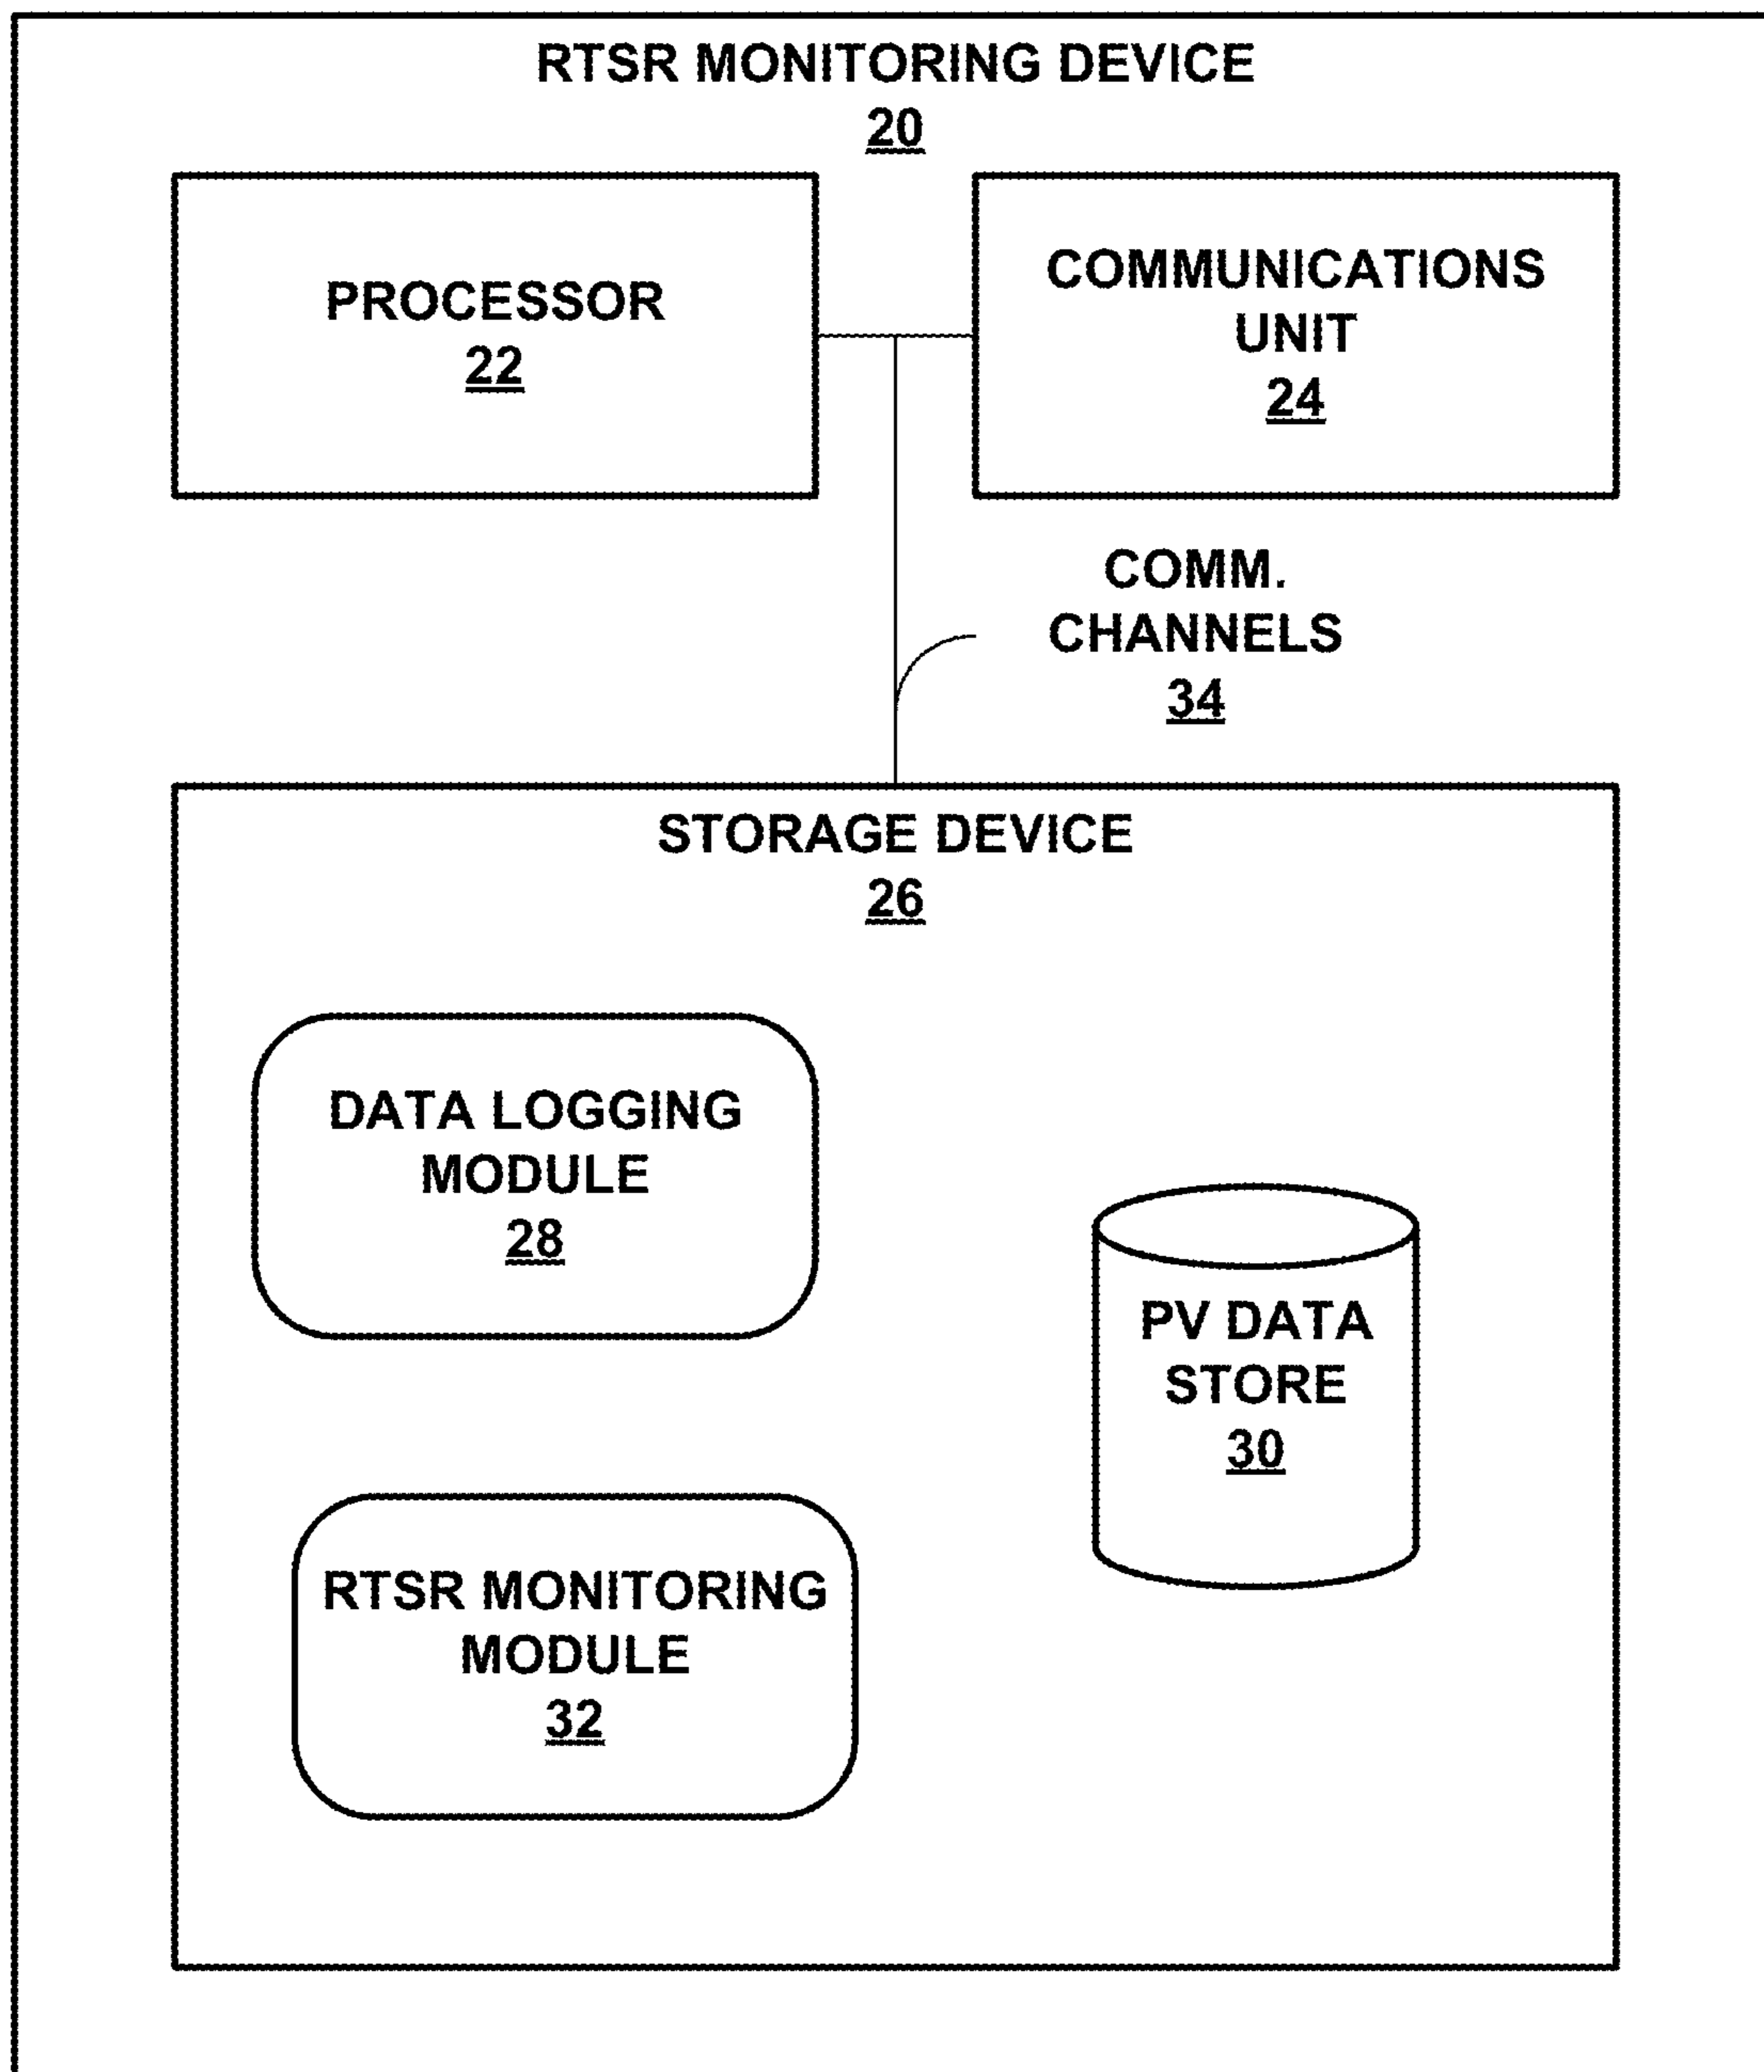 RTSR MONITORING DEVICE
20
PROCESSOR
22
COMMUNICATIONS
UNIT
24
COMM.
CHANNELS
34
STORAGE DEVICE
26
DATA LOGGING
MODULE
28
PV DATA
STORE
30
RTSR MONITORING
MODULE
32